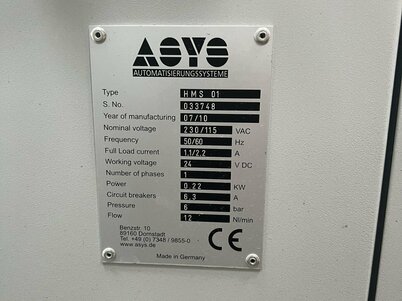 ASYS
AUTOMATISIERUNGSSYSTEME
Type HMS 01
S. No. 033748
Year of manufacturing 07/10
Nominal voltage 230/115 VAC
Frequency 50/60 Hz
Full Load current 1.1/2.2 A
Working voltage 24 V DC
Number of phases 1
Power 0.22 KW
Circuit breakers 6.3 A
Pressure 6 bar
Flow 12 Nl/min
Benzstr. 10
89160 Dornstadt
Tel. +49 (0) 7348 / 9855-0
www.asys.de
CE
Made in Germany